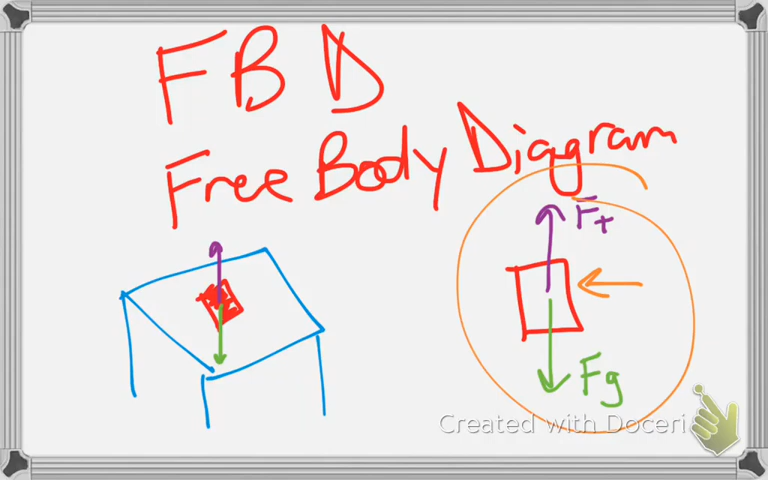 FBD
Free Body Diagram
Ft
Fg
Created with Doceri